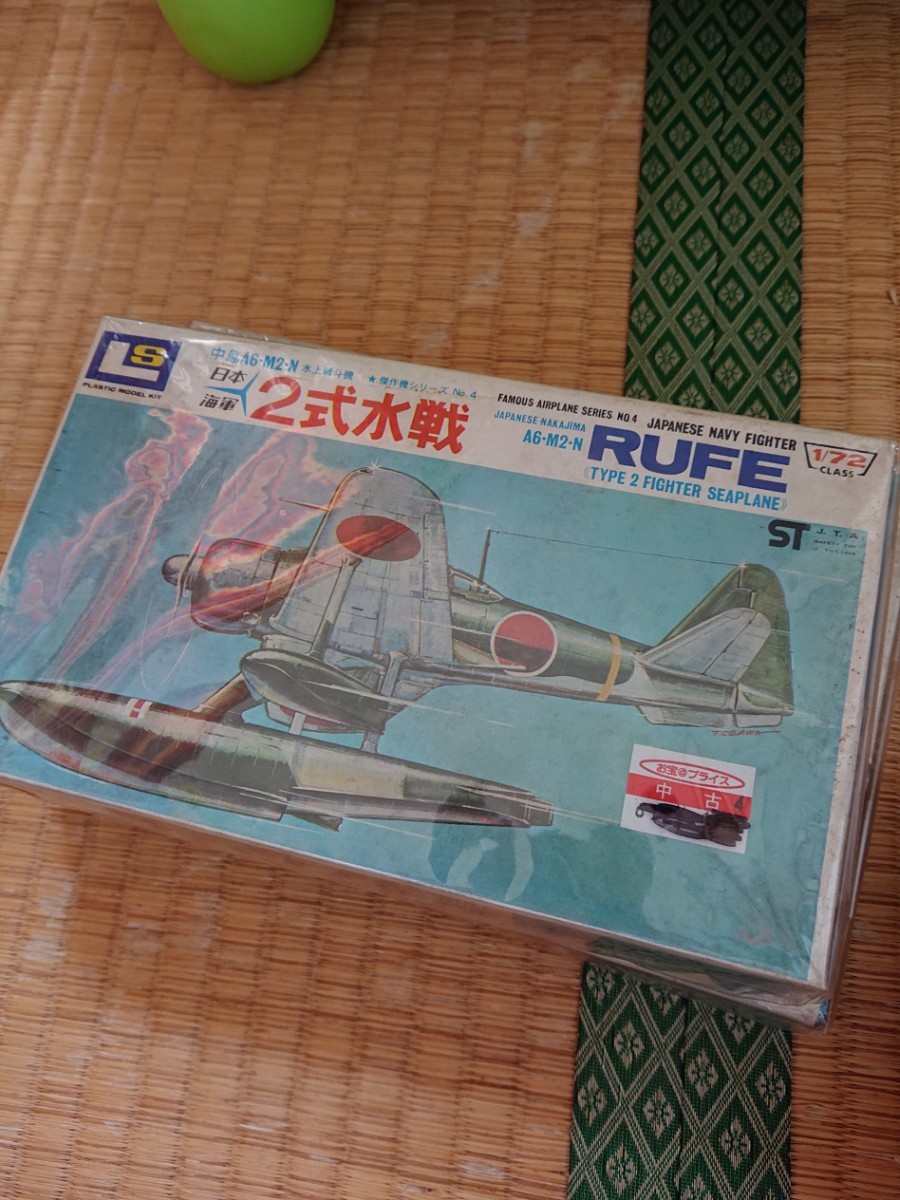 LS
PLASTIC MODEL KIT
中島A6-M2-N 水上戦斗機 ★傑作機シリーズ No.4
日本海軍
2式水戦
FAMOUS AIRPLANE SERIES NO.4 JAPANESE NAVY FIGHTER
JAPANESE NAKAJIMA
A6-M2-N
RUFE
《TYPE 2 FIGHTER SEAPLANE》
1/72
CLASS
ST J.T.A
SAFETY TOY
お宝プライス
中古
4